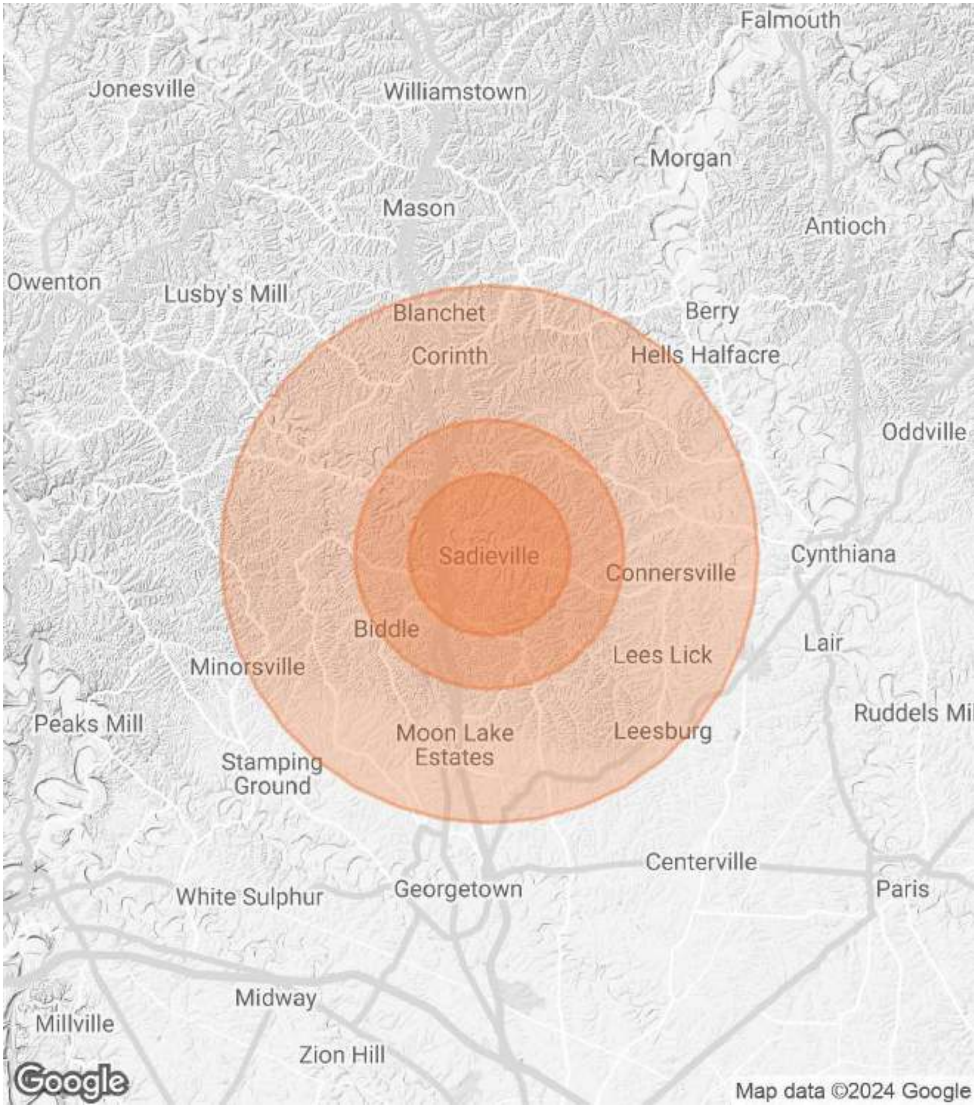 Falmouth
Jonesville
Williamstown
Morgan
Mason
Antioch
Owenton
Lusby's Mill
Blanchet
Berry
Corinth
Hells Halfacre
Oddville
Sadieville
Cynthiana
Connersville
Biddle
Lair
Lees Lick
Minorsville
Peaks Mill
Ruddels Mil
Moon Lake
Estates
Leesburg
Stamping
Ground
Centerville
Georgetown
Paris
White Sulphur
Midway
Millville
Zion Hill
Google
Map data ©2024 Google